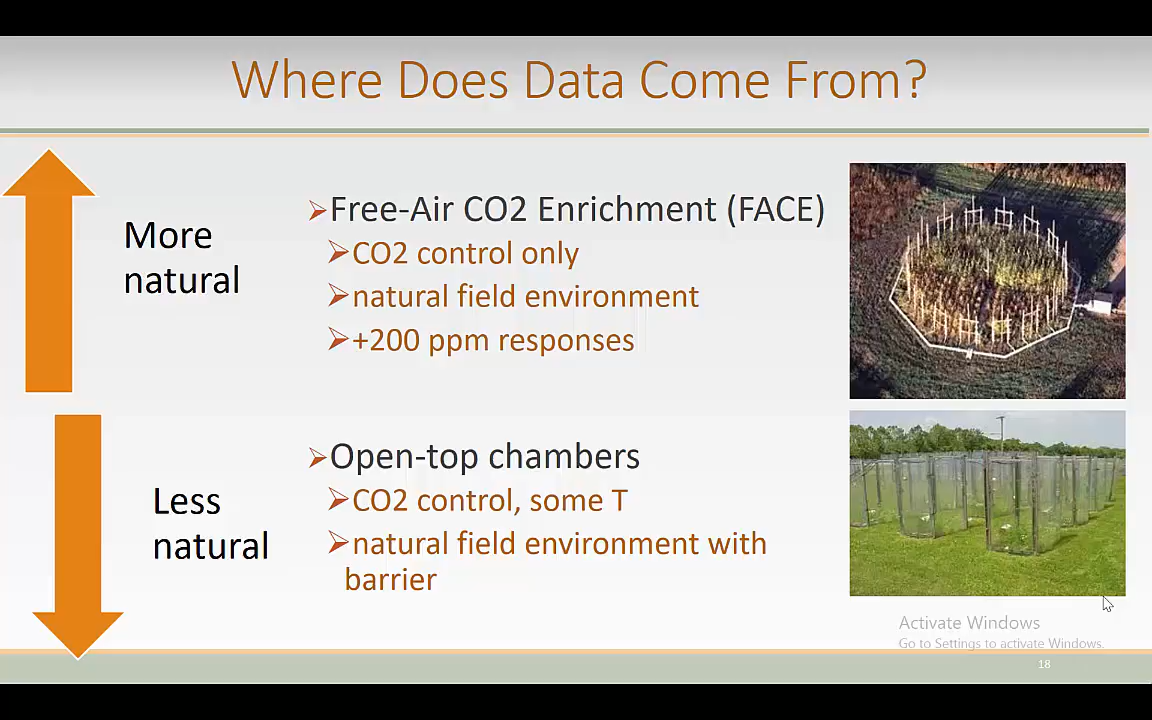 Where Does Data Come From?
More
natural
➢Free-Air CO2 Enrichment (FACE)
➢CO2 control only
➢natural field environment
➢+200 ppm responses
Less
natural
➢Open-top chambers
➢CO2 control, some T
➢natural field environment with
barrier
Activate Windows
Go to Settings to activate Windows.
18